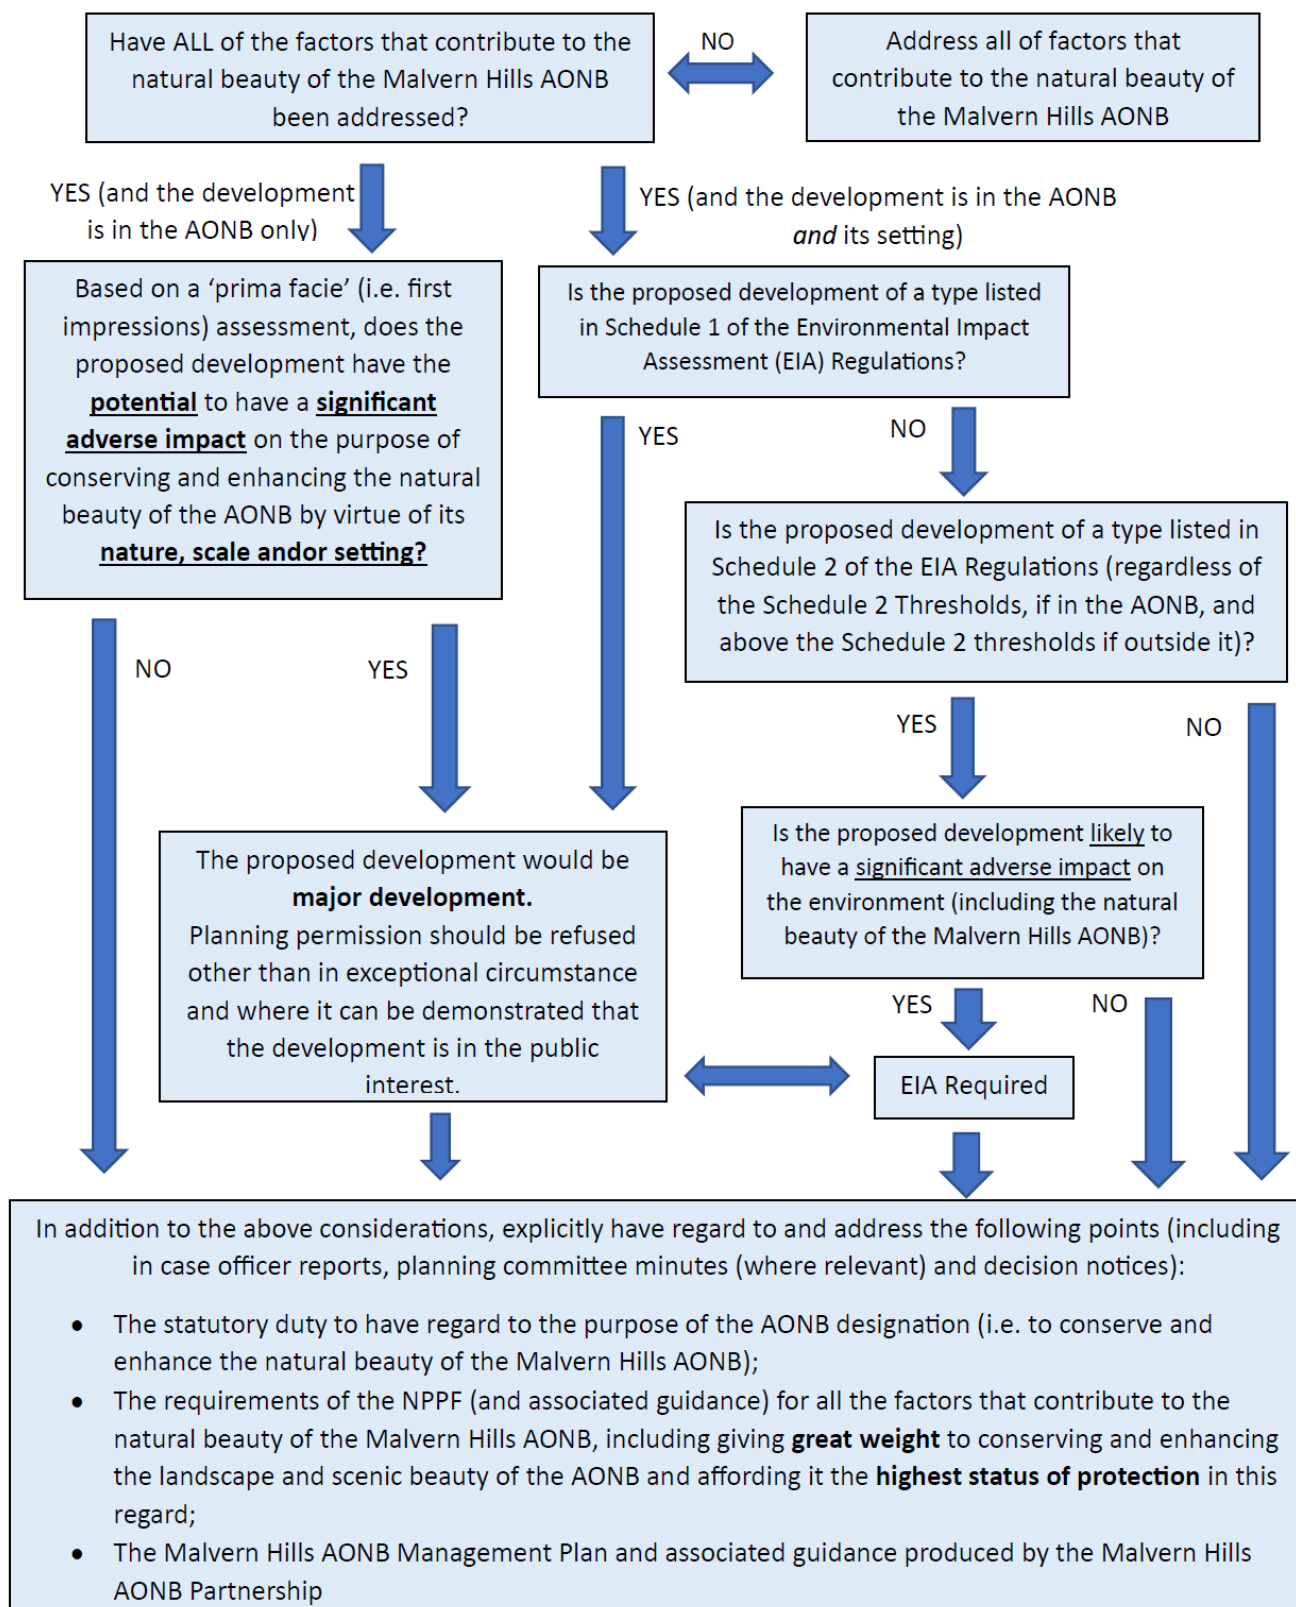 Have ALL of the factors that contribute to the
natural beauty of the Malvern Hills AONB
been addressed?
NO
Address all of factors that
contribute to the natural beauty of
the Malvern Hills AONB
YES (and the development
is in the AONB only)
YES (and the development is in the AONB
and its setting)
Based on a ‘prima facie’ (i.e. first
impressions) assessment, does the
proposed development have the
potential to have a significant
adverse impact on the purpose of
conserving and enhancing the natural
beauty of the AONB by virtue of its
nature, scale andor setting?
Is the proposed development of a type listed
in Schedule 1 of the Environmental Impact
Assessment (EIA) Regulations?
YES
NO
Is the proposed development of a type listed in
Schedule 2 of the EIA Regulations (regardless of
the Schedule 2 Thresholds, if in the AONB, and
above the Schedule 2 thresholds if outside it)?
NO
YES
YES
NO
The proposed development would be
major development.
Planning permission should be refused
other than in exceptional circumstance
and where it can be demonstrated that
the development is in the public
interest.
Is the proposed development likely to
have a significant adverse impact on
the environment (including the natural
beauty of the Malvern Hills AONB)?
YES
NO
EIA Required
In addition to the above considerations, explicitly have regard to and address the following points (including
in case officer reports, planning committee minutes (where relevant) and decision notices):
• The statutory duty to have regard to the purpose of the AONB designation (i.e. to conserve and
enhance the natural beauty of the Malvern Hills AONB);
• The requirements of the NPPF (and associated guidance) for all the factors that contribute to the
natural beauty of the Malvern Hills AONB, including giving great weight to conserving and enhancing
the landscape and scenic beauty of the AONB and affording it the highest status of protection in this
regard;
• The Malvern Hills AONB Management Plan and associated guidance produced by the Malvern Hills
AONB Partnership